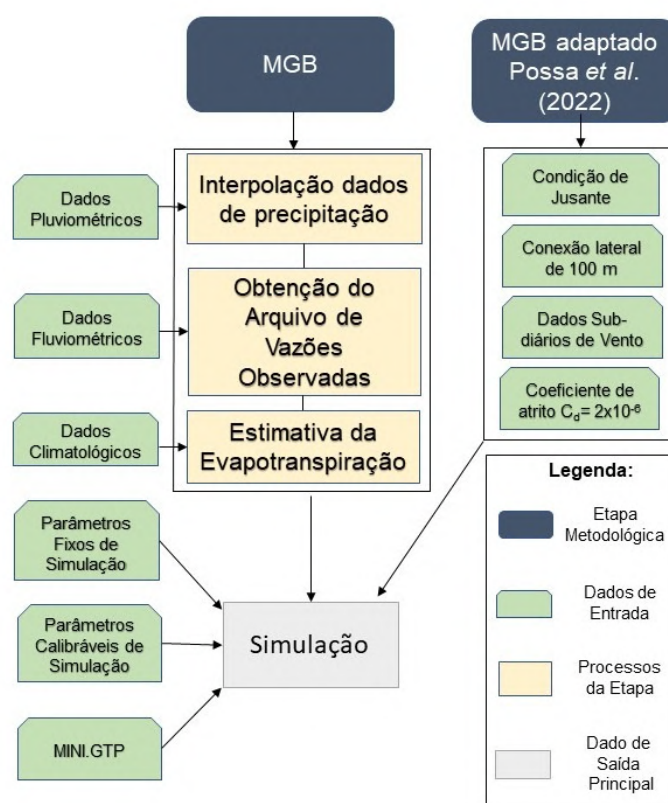 MGB
MGB adaptado
Possa et al.
(2022)
Dados
Pluviométricos
Interpolação dados
de precipitação
Dados
Fluviométricos
Obtenção do
Arquivo de
Vazões
Observadas
Dados
Climatológicos
Estimativa da
Evapotranspiração
Condição de
Jusante
Conexão lateral
de 100 m
Dados Sub-
diários de Vento
Coeficiente de
atrito Cd= 2x10⁻⁶
Parâmetros
Fixos de
Simulação
Parâmetros
Calibráveis de
Simulação
MINI.GTP
Simulação
Legenda:
Etapa
Metodológica
Dados de
Entrada
Processos
da Etapa
Dado de
Saída
Principal